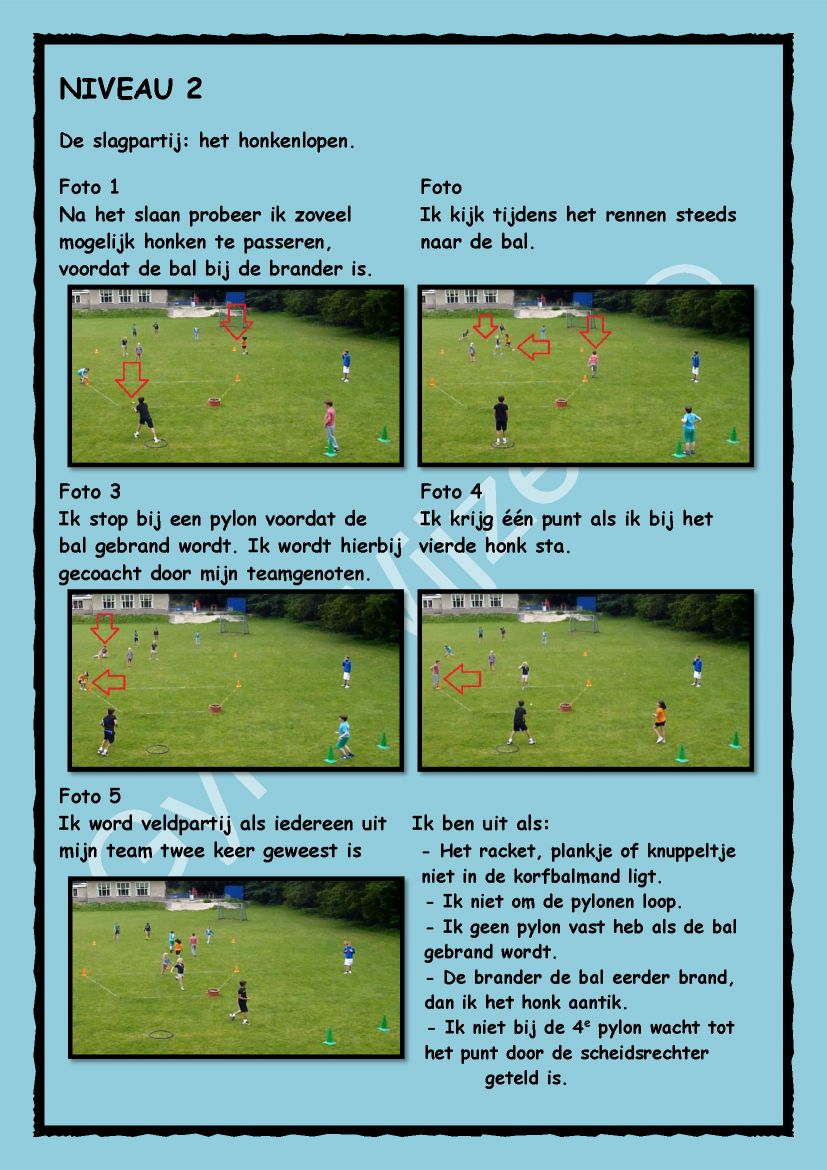 NIVEAU 2
De slagpartij: het honkenlopen.
Foto 1
Na het slaan probeer ik zoveel
mogelijk honken te passeren,
voordat de bal bij de brander is.
Foto
Ik kijk tijdens het rennen steeds
naar de bal.
Foto 3
Ik stop bij een pylon voordat de
bal gebrand wordt. Ik wordt hierbij
gecoacht door mijn teamgenoten.
Foto 4
Ik krijg één punt als ik bij het
vierde honk sta.
Foto 5
Ik word veldpartij als iedereen uit
mijn team twee keer geweest is
Ik ben uit als:
- Het racket, plankje of knuppeltje
niet in de korfbalmand ligt.
- Ik niet om de pylonen loop.
- Ik geen pylon vast heb als de bal
gebrand wordt.
- De brander de bal eerder brand,
dan ik het honk aantik.
- Ik niet bij de 4e pylon wacht tot
het punt door de scheidsrechter
geteld is.